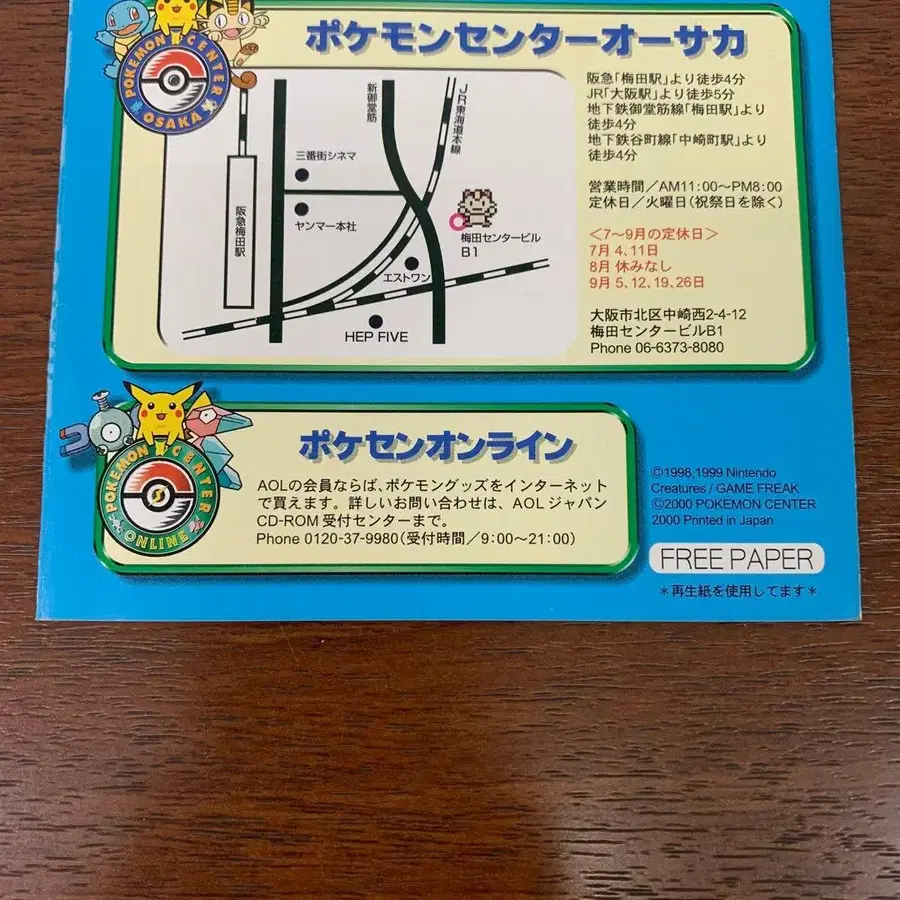 POKEMON CENTER
OSAKA
ポケモンセンターオーサカ
阪急「梅田駅」より徒歩4分
JR「大阪駅」より徒歩5分
地下鉄御堂筋線「梅田駅」より
徒歩4分
地下鉄谷町線「中崎町駅」より
徒歩4分
営業時間／AM11:00〜PM8:00
定休日／火曜日(祝祭日を除く)
＜7〜9月の定休日＞
7月 4,11日
8月 休みなし
9月 5,12,19,26日
大阪市北区中崎西2-4-12
梅田センタービルB1
Phone 06-6373-8080
新御堂筋
JR東海道本線
三番街シネマ
ヤンマー本社
阪急梅田駅
梅田センタービル
B1
エストワン
HEP FIVE
POKEMON CENTER
ONLINE
ポケセンオンライン
AOLの会員ならば、ポケモングッズをインターネット
で買えます。詳しいお問い合わせは、AOLジャパン
CD-ROM受付センターまで。
Phone 0120-37-9980(受付時間／9:00〜21:00)
©1998,1999 Nintendo
Creatures / GAME FREAK
©2000 POKEMON CENTER
2000 Printed in Japan
FREE PAPER
＊再生紙を使用してます＊